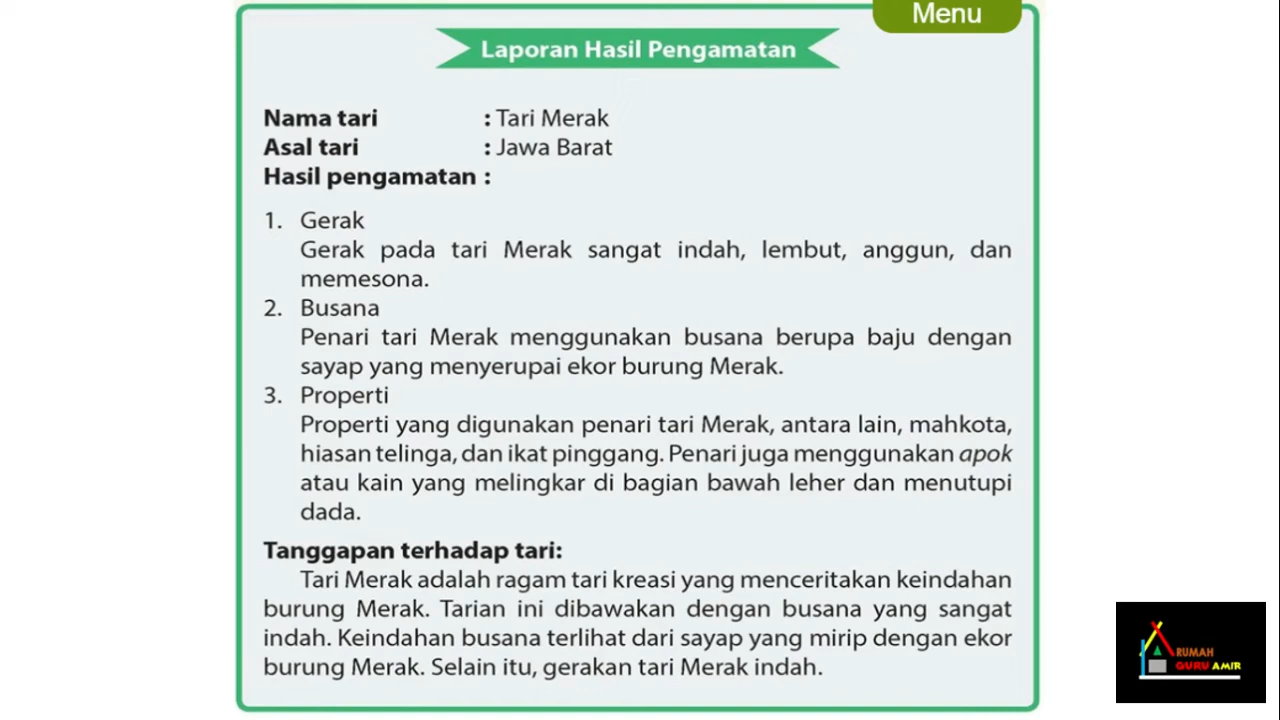 Menu
Laporan Hasil Pengamatan
Nama tari : Tari Merak
Asal tari : Jawa Barat
Hasil pengamatan :
1. Gerak
Gerak pada tari Merak sangat indah, lembut, anggun, dan
memesona.
2. Busana
Penari tari Merak menggunakan busana berupa baju dengan
sayap yang menyerupai ekor burung Merak.
3. Properti
Properti yang digunakan penari tari Merak, antara lain, mahkota,
hiasan telinga, dan ikat pinggang. Penari juga menggunakan apok
atau kain yang melingkar di bagian bawah leher dan menutupi
dada.
Tanggapan terhadap tari:
Tari Merak adalah ragam tari kreasi yang menceritakan keindahan
burung Merak. Tarian ini dibawakan dengan busana yang sangat
indah. Keindahan busana terlihat dari sayap yang mirip dengan ekor
burung Merak. Selain itu, gerakan tari Merak indah.
RUMAH
GURU AMIR